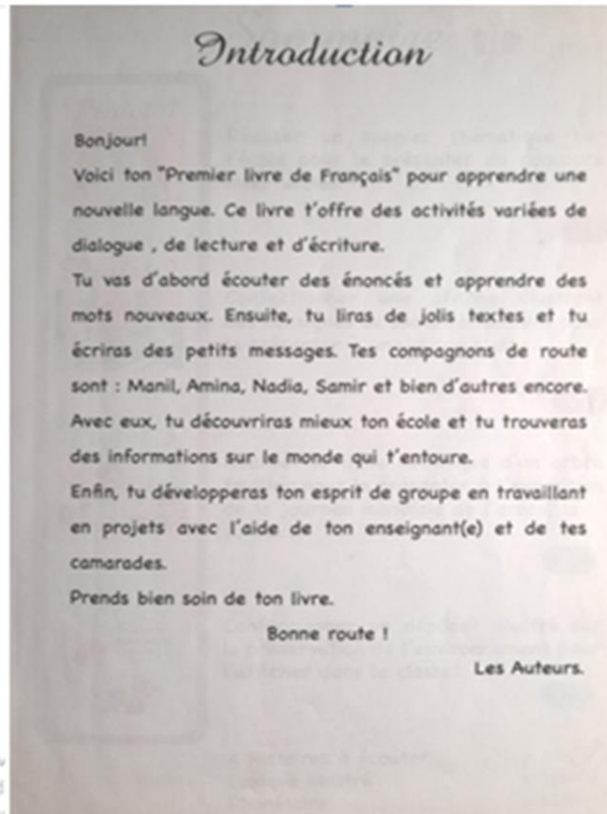 Introduction
Bonjour!
Voici ton "Premier livre de Français" pour apprendre une
nouvelle langue. Ce livre t'offre des activités variées de
dialogue , de lecture et d'écriture.
Tu vas d'abord écouter des énoncés et apprendre des
mots nouveaux. Ensuite, tu liras de jolis textes et tu
écriras des petits messages. Tes compagnons de route
sont : Manil, Amina, Nadia, Samir et bien d'autres encore.
Avec eux, tu découvriras mieux ton école et tu trouveras
des informations sur le monde qui t'entoure.
Enfin, tu développeras ton esprit de groupe en travaillant
en projets avec l'aide de ton enseignant(e) et de tes
camarades.
Prends bien soin de ton livre.
Bonne route !
Les Auteurs.